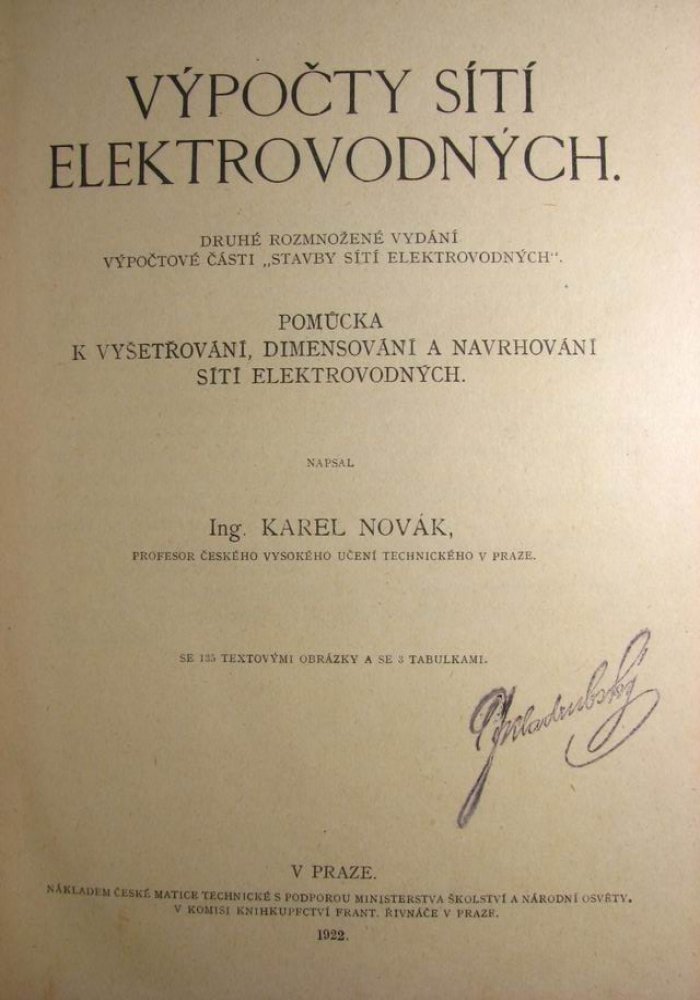 VÝPOČTY SÍTÍ
ELEKTROVODNÝCH.
DRUHÉ ROZMNOŽENÉ VYDÁNÍ
VÝPOČTOVÉ ČÁSTI „STAVBY SÍTÍ ELEKTROVODNÝCH“.
POMŮCKA
K VYŠETŘOVÁNÍ, DIMENSOVÁNÍ A NAVRHOVÁNÍ
SÍTÍ ELEKTROVODNÝCH.
NAPSAL
Ing. KAREL NOVÁK,
PROFESOR ČESKÉHO VYSOKÉHO UČENÍ TECHNICKÉHO V PRAZE.
SE 135 TEXTOVÝMI OBRÁZKY A SE 3 TABULKAMI.
Kladrubský
V PRAZE.
NÁKLADEM ČESKÉ MATICE TECHNICKÉ S PODPOROU MINISTERSTVA ŠKOLSTVÍ A NÁRODNÍ OSVĚTY.
V KOMISI KNIHKUPECTVÍ FRANT. ŘIVNÁČE V PRAZE.
1922.